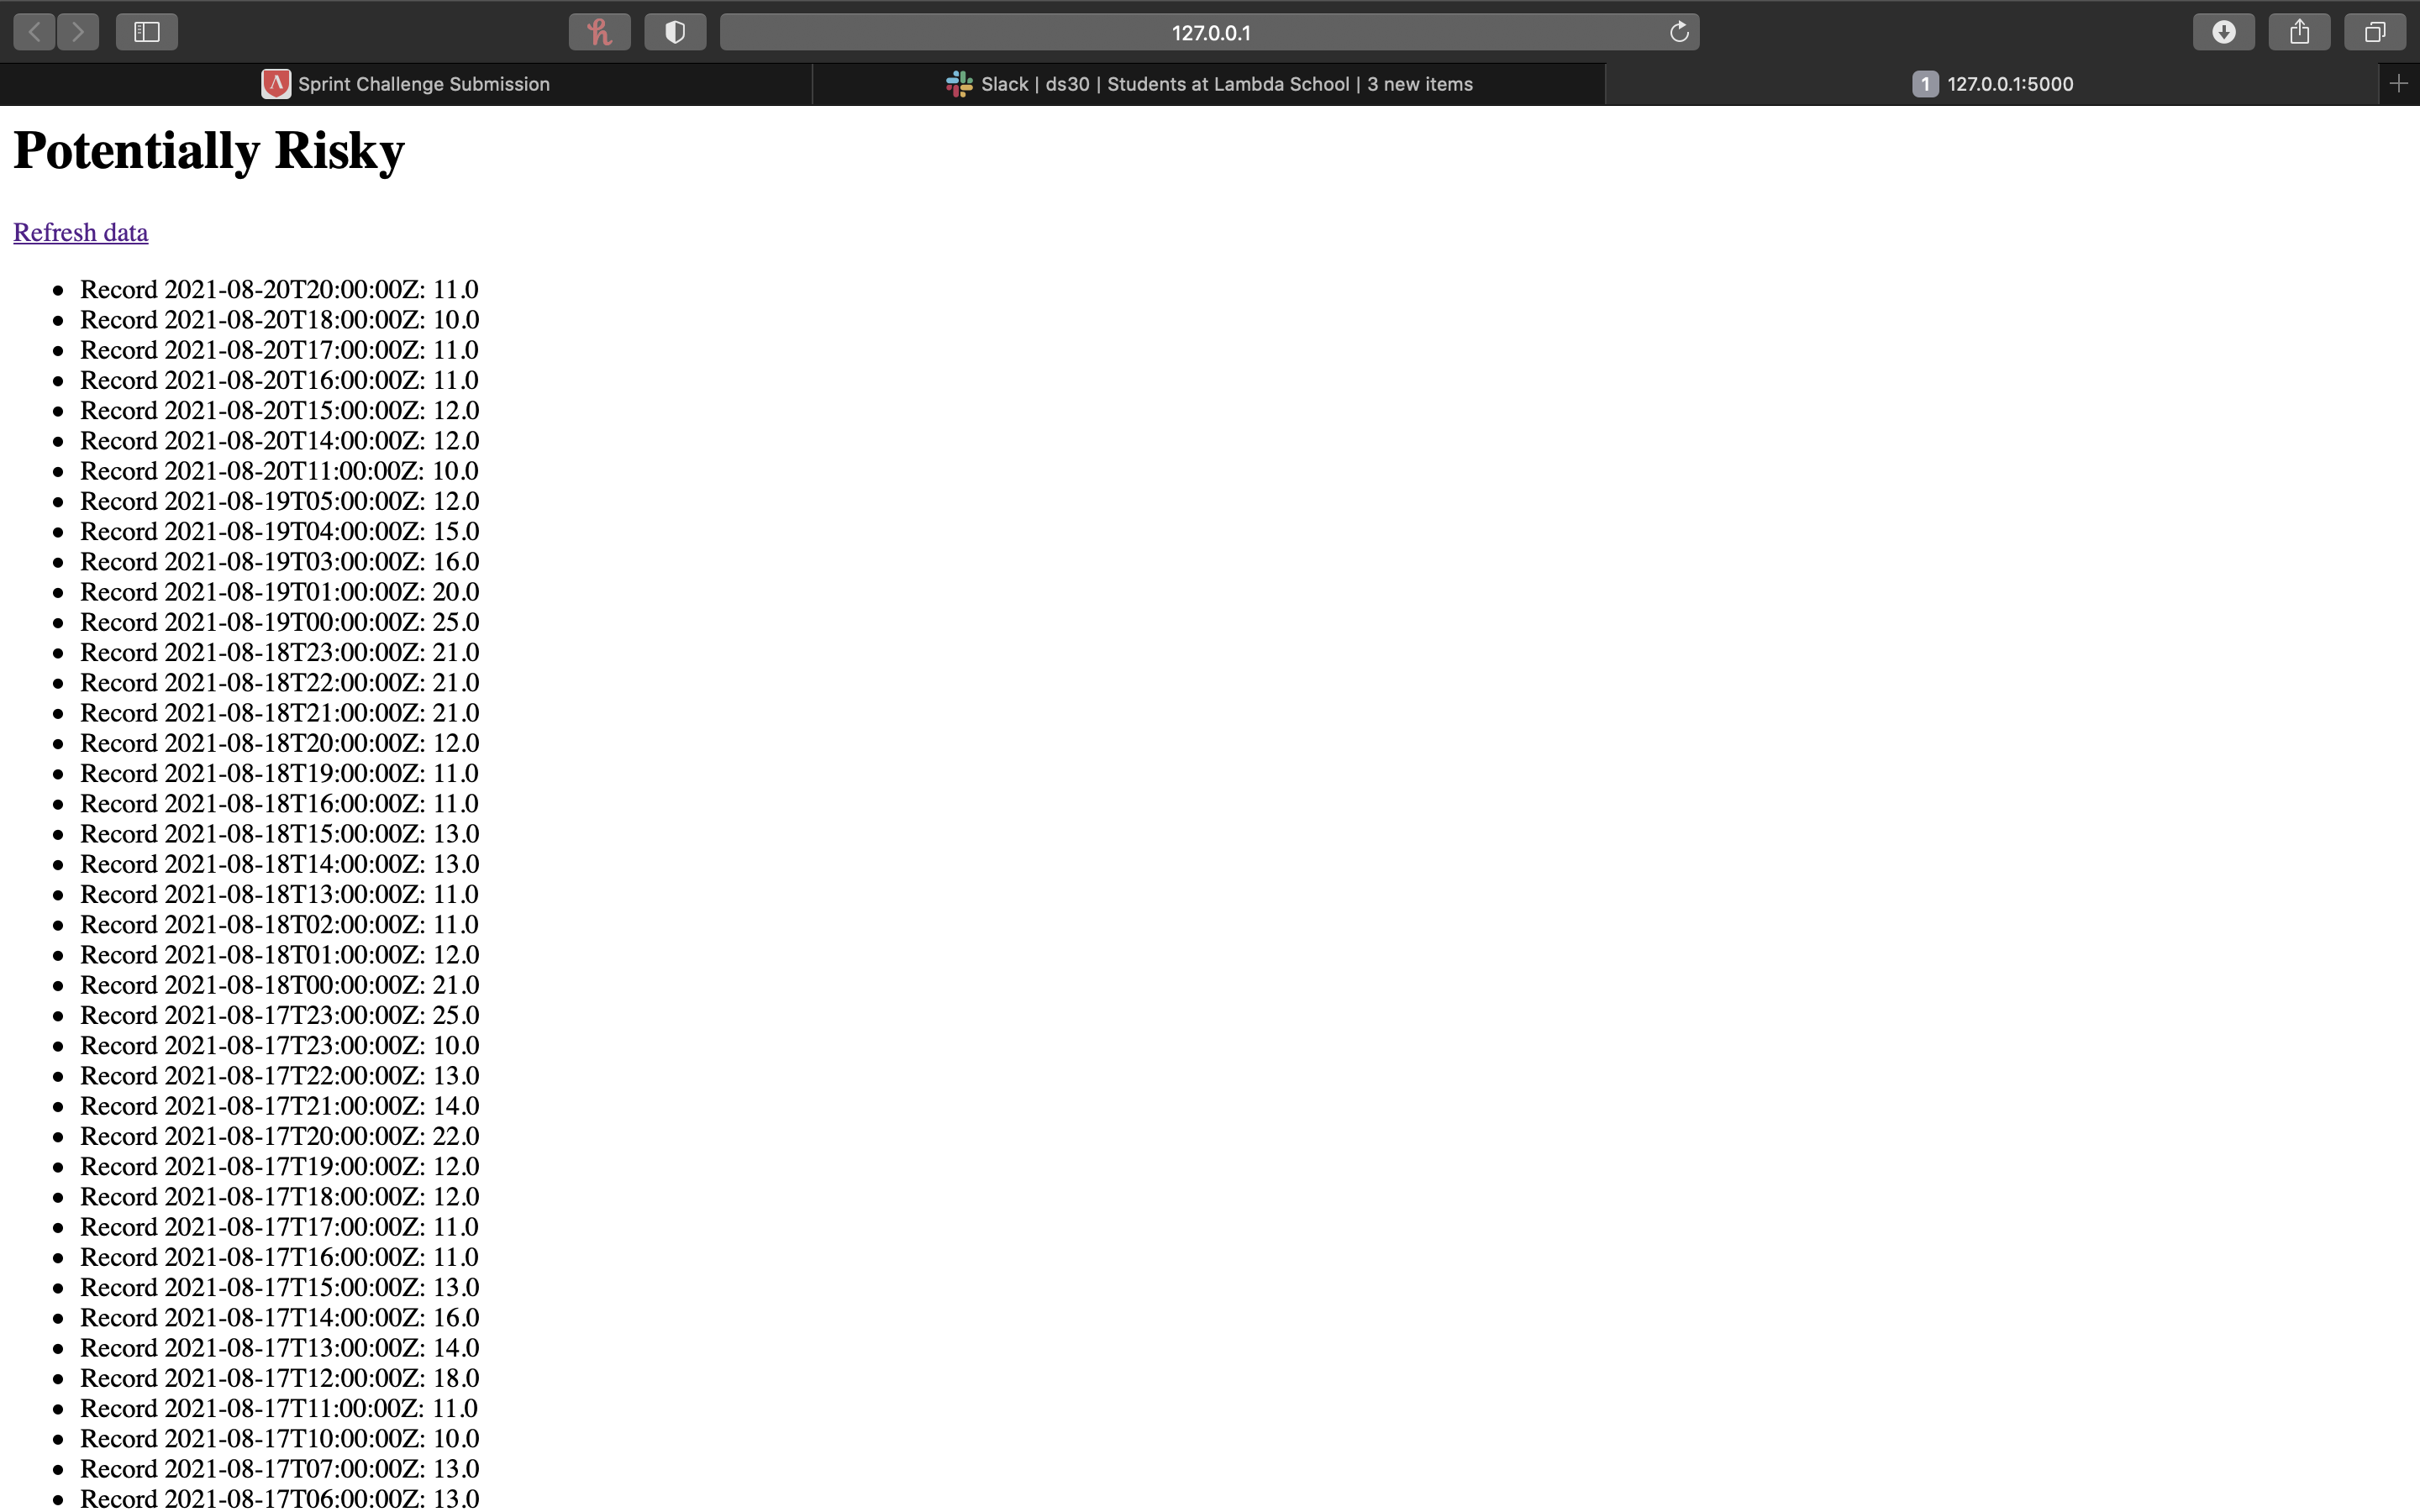 127.0.0.1
Sprint Challenge Submission
Slack | ds30 | Students at Lambda School | 3 new items
1 127.0.0.1:5000
Potentially Risky
Refresh data
Record 2021-08-20T20:00:00Z: 11.0
Record 2021-08-20T18:00:00Z: 10.0
Record 2021-08-20T17:00:00Z: 11.0
Record 2021-08-20T16:00:00Z: 11.0
Record 2021-08-20T15:00:00Z: 12.0
Record 2021-08-20T14:00:00Z: 12.0
Record 2021-08-20T11:00:00Z: 10.0
Record 2021-08-19T05:00:00Z: 12.0
Record 2021-08-19T04:00:00Z: 15.0
Record 2021-08-19T03:00:00Z: 16.0
Record 2021-08-19T01:00:00Z: 20.0
Record 2021-08-19T00:00:00Z: 25.0
Record 2021-08-18T23:00:00Z: 21.0
Record 2021-08-18T22:00:00Z: 21.0
Record 2021-08-18T21:00:00Z: 21.0
Record 2021-08-18T20:00:00Z: 12.0
Record 2021-08-18T19:00:00Z: 11.0
Record 2021-08-18T16:00:00Z: 11.0
Record 2021-08-18T15:00:00Z: 13.0
Record 2021-08-18T14:00:00Z: 13.0
Record 2021-08-18T13:00:00Z: 11.0
Record 2021-08-18T02:00:00Z: 11.0
Record 2021-08-18T01:00:00Z: 12.0
Record 2021-08-18T00:00:00Z: 21.0
Record 2021-08-17T23:00:00Z: 25.0
Record 2021-08-17T23:00:00Z: 10.0
Record 2021-08-17T22:00:00Z: 13.0
Record 2021-08-17T21:00:00Z: 14.0
Record 2021-08-17T20:00:00Z: 22.0
Record 2021-08-17T19:00:00Z: 12.0
Record 2021-08-17T18:00:00Z: 12.0
Record 2021-08-17T17:00:00Z: 11.0
Record 2021-08-17T16:00:00Z: 11.0
Record 2021-08-17T15:00:00Z: 13.0
Record 2021-08-17T14:00:00Z: 16.0
Record 2021-08-17T13:00:00Z: 14.0
Record 2021-08-17T12:00:00Z: 18.0
Record 2021-08-17T11:00:00Z: 11.0
Record 2021-08-17T10:00:00Z: 10.0
Record 2021-08-17T07:00:00Z: 13.0
Record 2021-08-17T06:00:00Z: 13.0